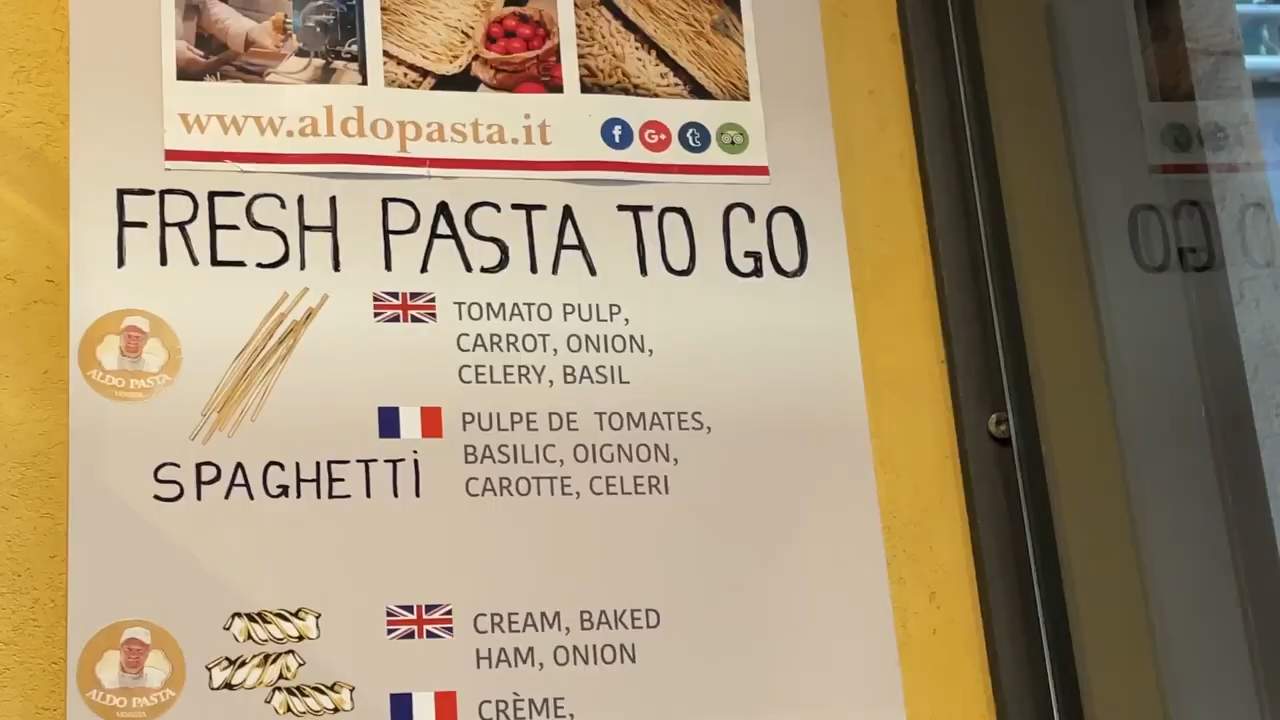 www.aldopasta.it
FRESH PASTA TO GO
TOMATO PULP,
CARROT, ONION,
CELERY, BASIL
ALDO PASTA
PULPE DE TOMATES,
BASILIC, OIGNON,
CAROTTE, CELERI
SPAGHETTI
CREAM, BAKED
HAM, ONION
ALDO PASTA
CRÈME,